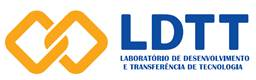 LDTT
LABORATÓRIO DE DESENVOLVIMENTO
E TRANSFERÊNCIA DE TECNOLOGIA